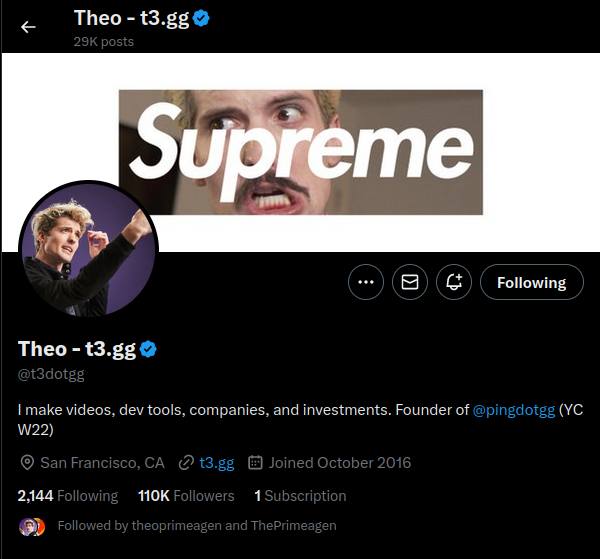 Theo - t3.gg
29K posts
Supreme
Following
Theo - t3.gg
@t3dotgg
I make videos, dev tools, companies, and investments. Founder of @pingdotgg (YC
W22)
San Francisco, CA t3.gg Joined October 2016
2,144 Following 110K Followers 1 Subscription
Followed by theoprimeagen and ThePrimeagen